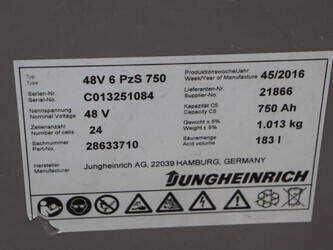 Typ Type 48V 6 PzS 750 Produktionswoche/Jahr Week/Year of Manufacture 45/2016
Serien-Nr. Serial-No. C013251084 Lieferanten-Nr. Supplier-No. 21866
Nennspannung Nominal Voltage 48 V Kapazität C5 Capacity C5 750 Ah
Zellenanzahl Number of cells 24 Gewicht ± 5% Weight ± 5% 1.013 kg
Sachnummer Part-No. 28633710 Säuremenge Acid volume 183 l
Hersteller Manufacturer Jungheinrich AG, 22039 HAMBURG, GERMANY
JUNGHEINRICH